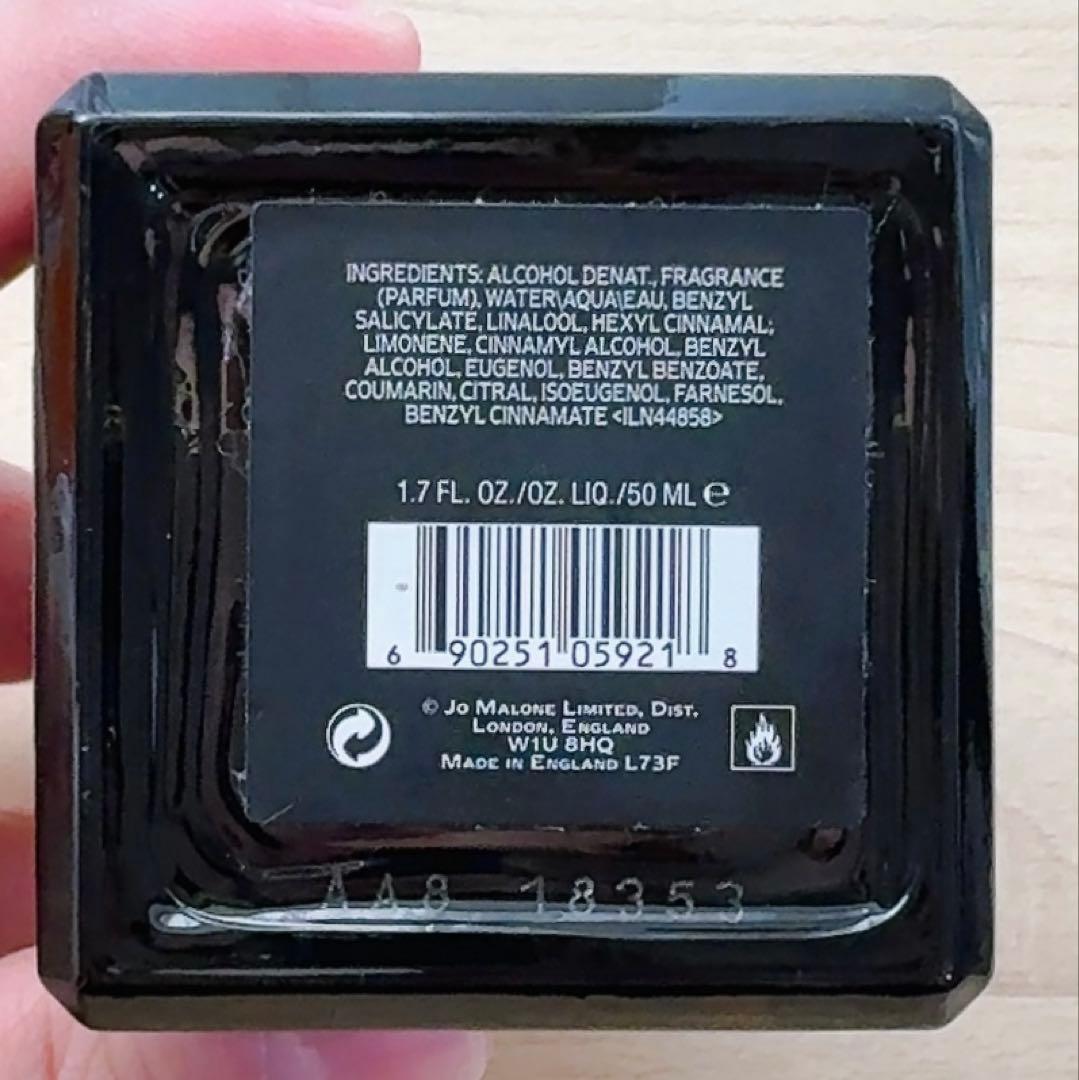 INGREDIENTS: ALCOHOL DENAT., FRAGRANCE
(PARFUM), WATER\AQUA\EAU, BENZYL
SALICYLATE, LINALOOL, HEXYL CINNAMAL;
LIMONENE, CINNAMYL ALCOHOL, BENZYL
ALCOHOL, EUGENOL, BENZYL BENZOATE,
COUMARIN, CITRAL, ISOEUGENOL, FARNESOL,
BENZYL CINNAMATE <ILN44858>
1.7 FL. OZ./OZ. LIQ./50 ML ℮
6 90251 05921 8
© JO MALONE LIMITED, DIST.
LONDON, ENGLAND
W1U 8HQ
MADE IN ENGLAND L73F
AA8 18353